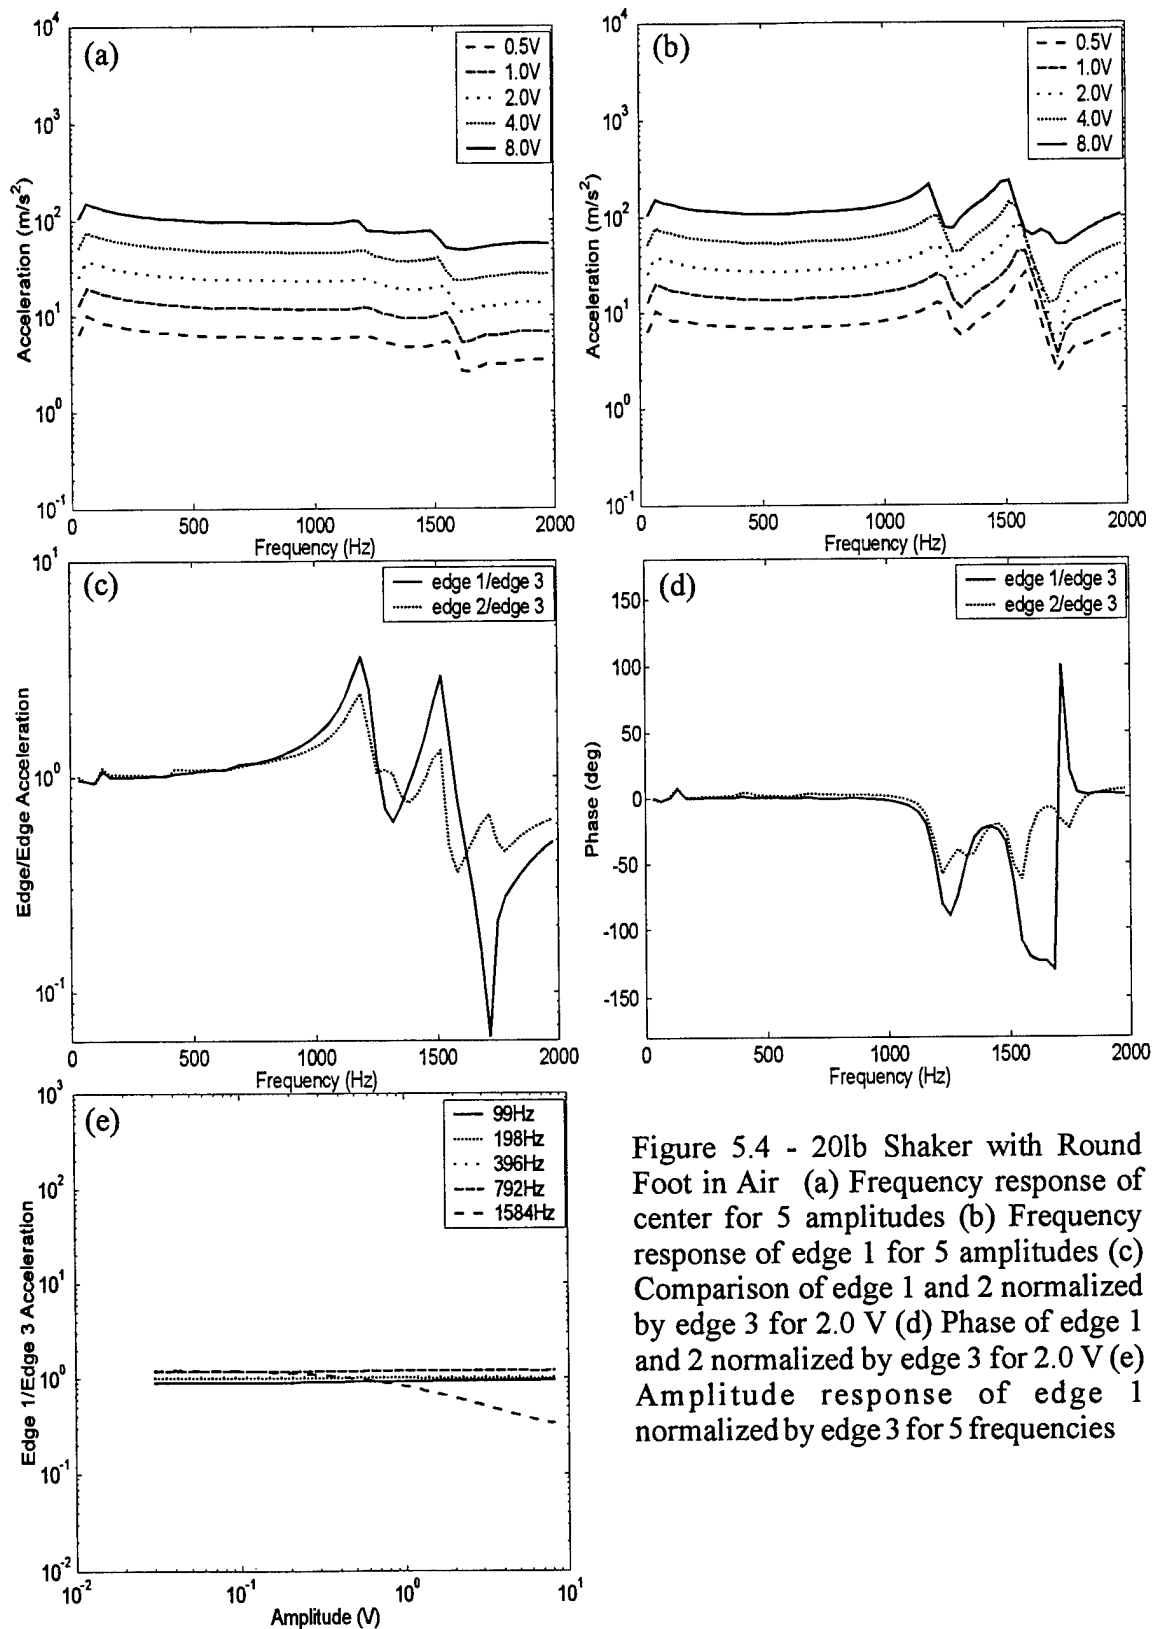 (a)
0.5V
1.0V
2.0V
4.0V
8.0V
10^4
10^3
10^2
10^1
10^0
10^-1
Acceleration (m/s^2)
0 500 1000 1500 2000
Frequency (Hz)
(b)
0.5V
1.0V
2.0V
4.0V
8.0V
10^4
10^3
10^2
10^1
10^0
10^-1
Acceleration (m/s^2)
0 500 1000 1500 2000
Frequency (Hz)
(c)
edge 1/edge 3
edge 2/edge 3
10^1
10^0
10^-1
Edge/Edge Acceleration
0 500 1000 1500 2000
Frequency (Hz)
(d)
edge 1/edge 3
edge 2/edge 3
150
100
50
0
-50
-100
-150
Phase (deg)
0 500 1000 1500 2000
Frequency (Hz)
(e)
99Hz
198Hz
396Hz
792Hz
1584Hz
10^3
10^2
10^1
10^0
10^-1
10^-2
Edge 1/Edge 3 Acceleration
10^-2 10^-1 10^0 10^1
Amplitude (V)
Figure 5.4 - 20lb Shaker with Round
Foot in Air (a) Frequency response of
center for 5 amplitudes (b) Frequency
response of edge 1 for 5 amplitudes (c)
Comparison of edge 1 and 2 normalized
by edge 3 for 2.0 V (d) Phase of edge 1
and 2 normalized by edge 3 for 2.0 V (e)
Amplitude response of edge 1
normalized by edge 3 for 5 frequencies